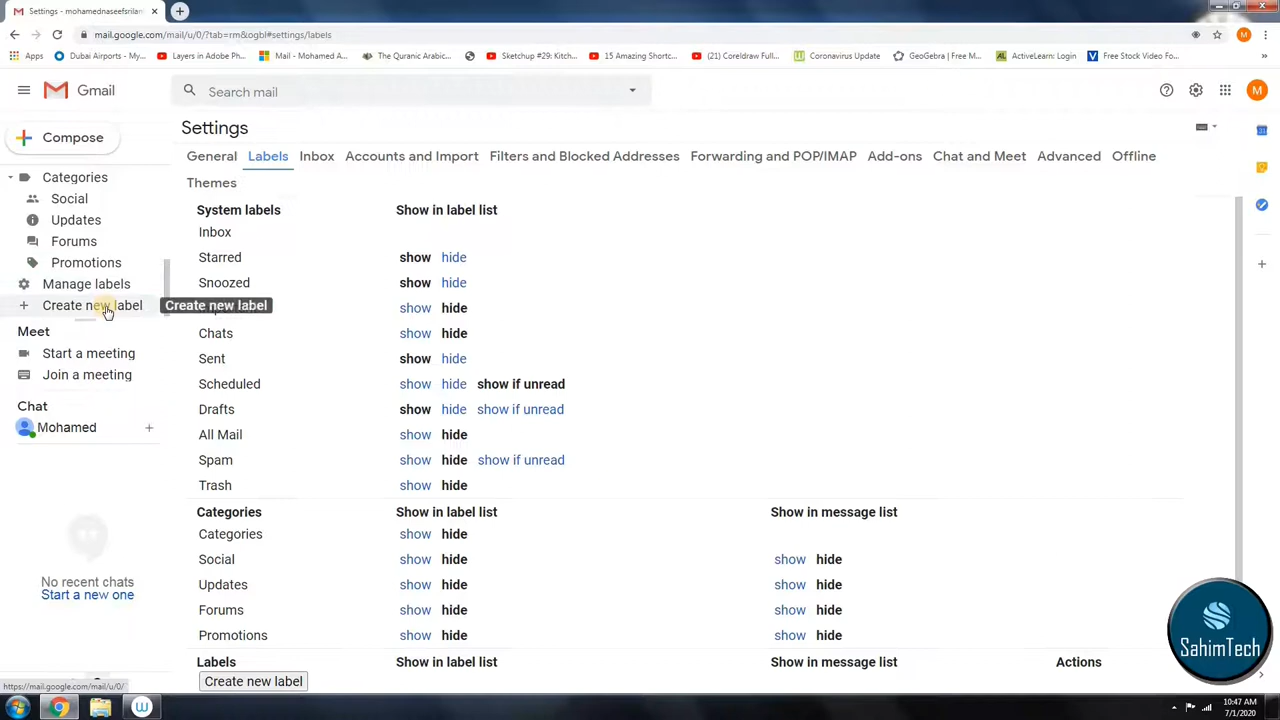 Settings - mohamednaseefsrilan
mail.google.com/mail/u/0/?tab=rm&ogbl#settings/labels
M
Apps
Dubai Airports - My...
Layers in Adobe Ph...
Mail - Mohamed A...
The Quranic Arabic...
Sketchup #29: Kitch...
15 Amazing Shortc...
(21) Coreldraw Full...
Coronavirus Update
GeoGebra | Free M...
ActiveLearn: Login
Free Stock Video Fo...
»
Gmail
Search mail
M
Compose
Categories
Social
Updates
Forums
Promotions
Manage labels
Create new label
Create new label
Meet
Start a meeting
Join a meeting
Chat
Mohamed
No recent chats
Start a new one
Settings
General Labels Inbox Accounts and Import Filters and Blocked Addresses Forwarding and POP/IMAP Add-ons Chat and Meet Advanced Offline
Themes
System labels Show in label list
Inbox
Starred show hide
Snoozed show hide
show hide
Chats show hide
Sent show hide
Scheduled show hide show if unread
Drafts show hide show if unread
All Mail show hide
Spam show hide show if unread
Trash show hide
Categories Show in label list Show in message list
Categories show hide
Social show hide show hide
Updates show hide show hide
Forums show hide show hide
Promotions show hide show hide
Labels Show in label list Show in message list Actions
Create new label
SahimTech
https://mail.google.com/mail/u/0/
10:47 AM
7/1/2020